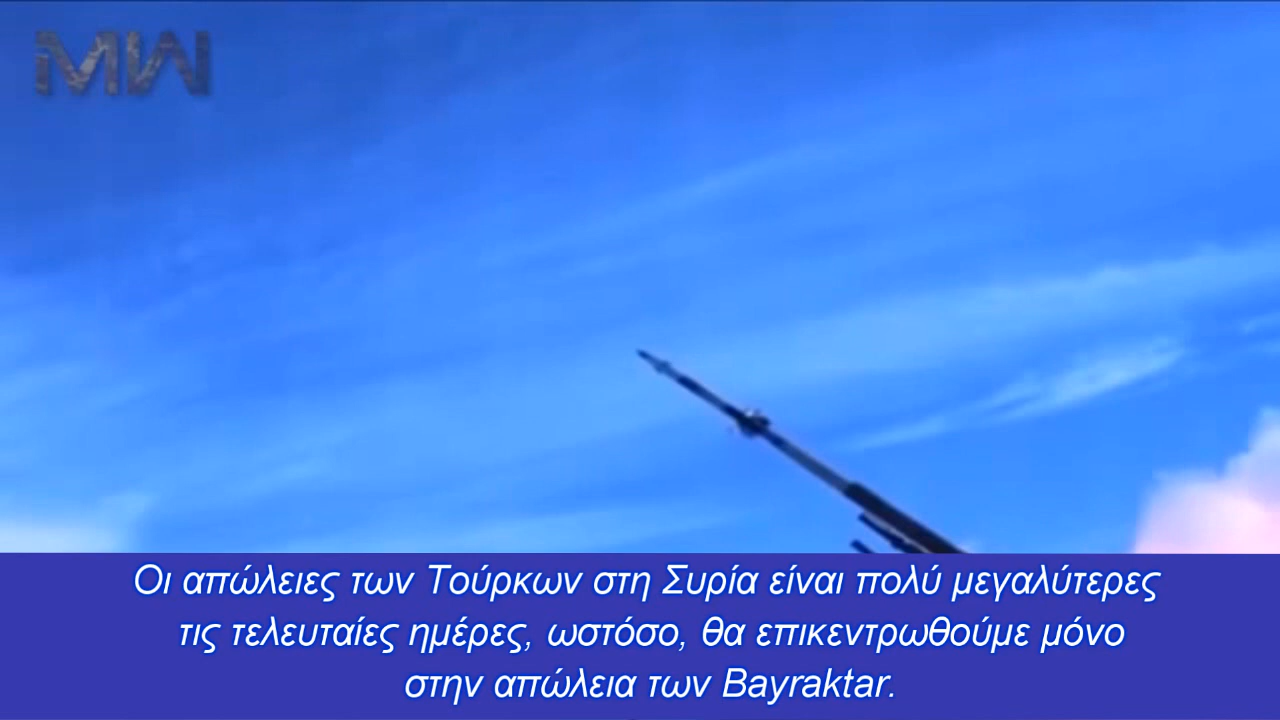 MW
Οι απώλειες των Τούρκων στη Συρία είναι πολύ μεγαλύτερες
τις τελευταίες ημέρες, ωστόσο, θα επικεντρωθούμε μόνο
στην απώλεια των Bayraktar.